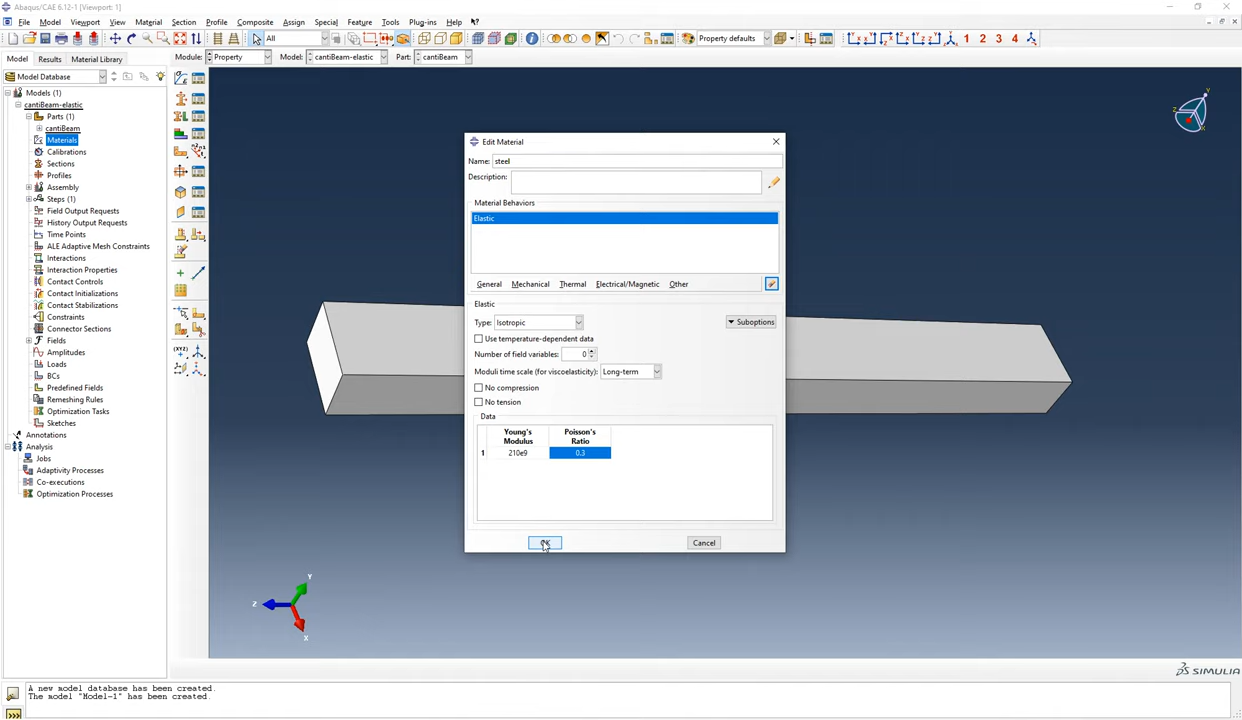 Abaqus/CAE 6.12-1 [Viewport: 1]
File Model Viewport View Material Section Profile Composite Assign Special Feature Tools Plug-ins Help
All Property defaults 1 2 3 4
Model Results Material Library Module: Property Model: cantiBeam-elastic Part: cantiBeam
Model Database
Models (1)
cantiBeam-elastic
Parts (1)
cantiBeam
Materials
Calibrations
Sections
Profiles
Assembly
Steps (1)
Field Output Requests
History Output Requests
Time Points
ALE Adaptive Mesh Constraints
Interactions
Interaction Properties
Contact Controls
Contact Initializations
Contact Stabilizations
Constraints
Connector Sections
Fields
Amplitudes
Loads
BCs
Predefined Fields
Remeshing Rules
Optimization Tasks
Sketches
Annotations
Analysis
Jobs
Adaptivity Processes
Co-executions
Optimization Processes
Edit Material
Name: steel
Description:
Material Behaviors
Elastic
General Mechanical Thermal Electrical/Magnetic Other
Elastic
Type: Isotropic Suboptions
Use temperature-dependent data
Number of field variables: 0
Moduli time scale (for viscoelasticity): Long-term
No compression
No tension
Data
Young's Modulus Poisson's Ratio
1 210e9 0.3
Cancel
Y
Z
X
Y
Z
X
SIMULIA
A new model database has been created.
The model "Model-1" has been created.
>>>